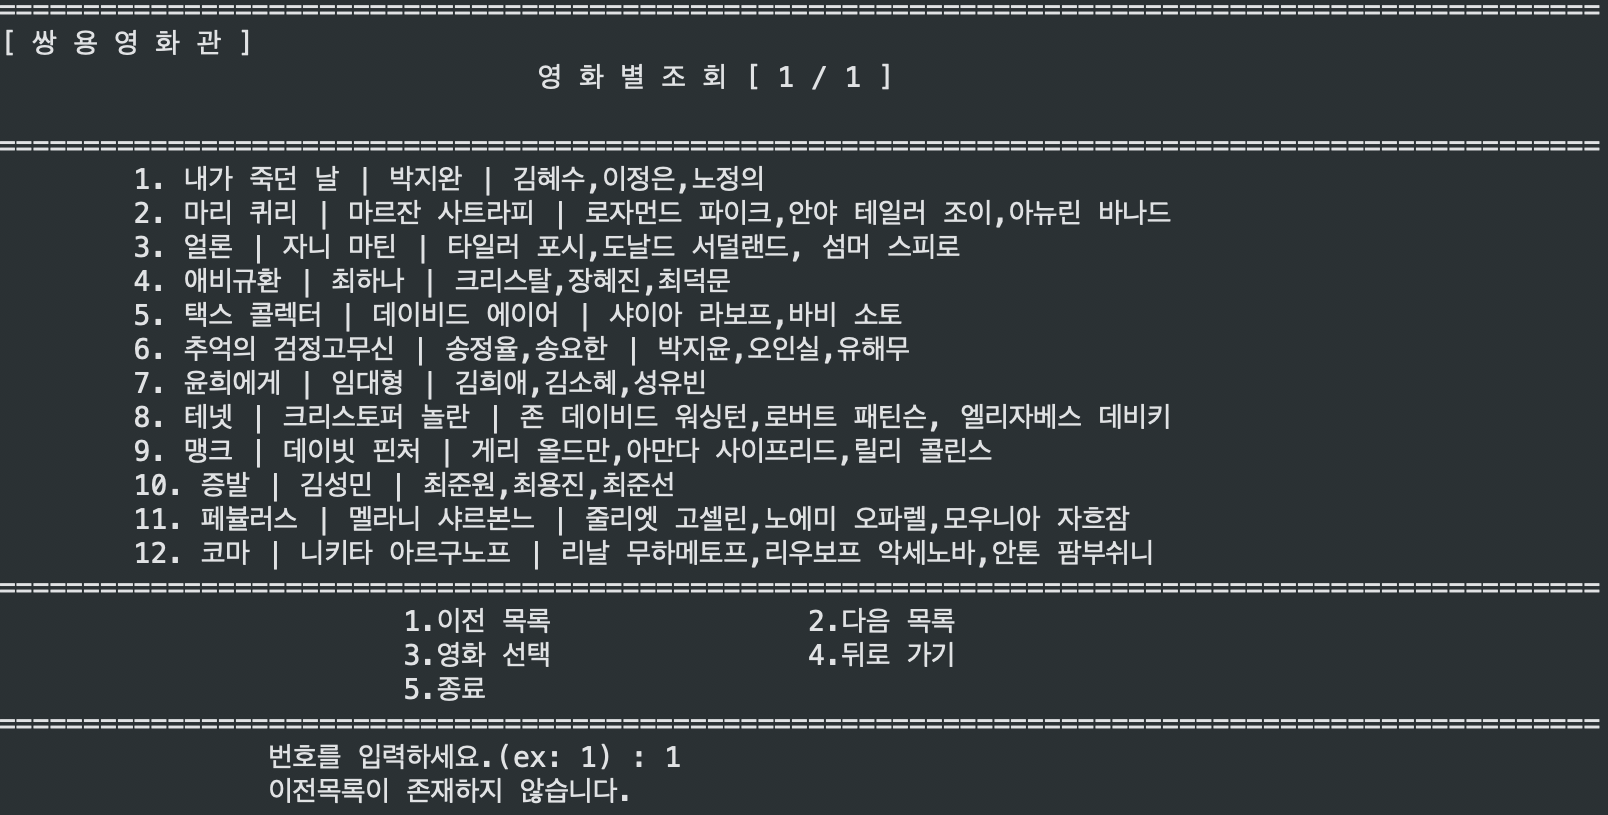 ================================================================================================
[ 쌍 용 영 화 관 ]
영 화 별 조 회 [ 1 / 1 ]
================================================================================================
1. 내가 죽던 날 | 박지완 | 김혜수,이정은,노정의
2. 마리 퀴리 | 마르잔 사트라피 | 로자먼드 파이크,안야 테일러 조이,아뉴린 바나드
3. 얼론 | 자니 마틴 | 타일러 포시,도날드 서덜랜드, 섬머 스피로
4. 애비규환 | 최하나 | 크리스탈,장혜진,최덕문
5. 택스 콜렉터 | 데이비드 에이어 | 샤이아 라보프,바비 소토
6. 추억의 검정고무신 | 송정율,송요한 | 박지윤,오인실,유해무
7. 윤희에게 | 임대형 | 김희애,김소혜,성유빈
8. 테넷 | 크리스토퍼 놀란 | 존 데이비드 워싱턴,로버트 패틴슨, 엘리자베스 데비키
9. 맹크 | 데이빗 핀처 | 게리 올드만,아만다 사이프리드,릴리 콜린스
10. 증발 | 김성민 | 최준원,최용진,최준선
11. 페뷸러스 | 멜라니 샤르본느 | 줄리엣 고셀린,노에미 오파렐,모우니아 자흐잠
12. 코마 | 니키타 아르구노프 | 리날 무하메토프,리우보프 악세노바,안톤 팜부쉬니
================================================================================================
1.이전 목록 2.다음 목록
3.영화 선택 4.뒤로 가기
5.종료
================================================================================================
번호를 입력하세요.(ex: 1) : 1
이전목록이 존재하지 않습니다.